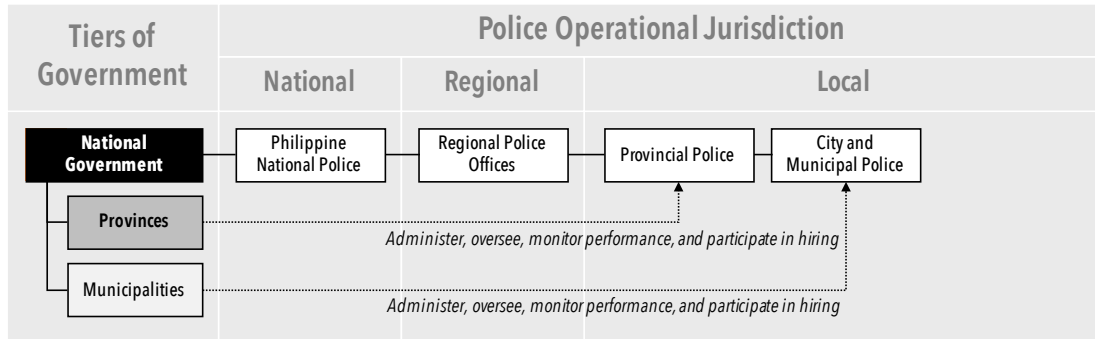 Tiers of
Government
Police Operational Jurisdiction
National
Regional
Local
National
Government
Philippine
National Police
Regional Police
Offices
Provincial Police
City and
Municipal Police
Provinces
Administer, oversee, monitor performance, and participate in hiring
Municipalities
Administer, oversee, monitor performance, and participate in hiring